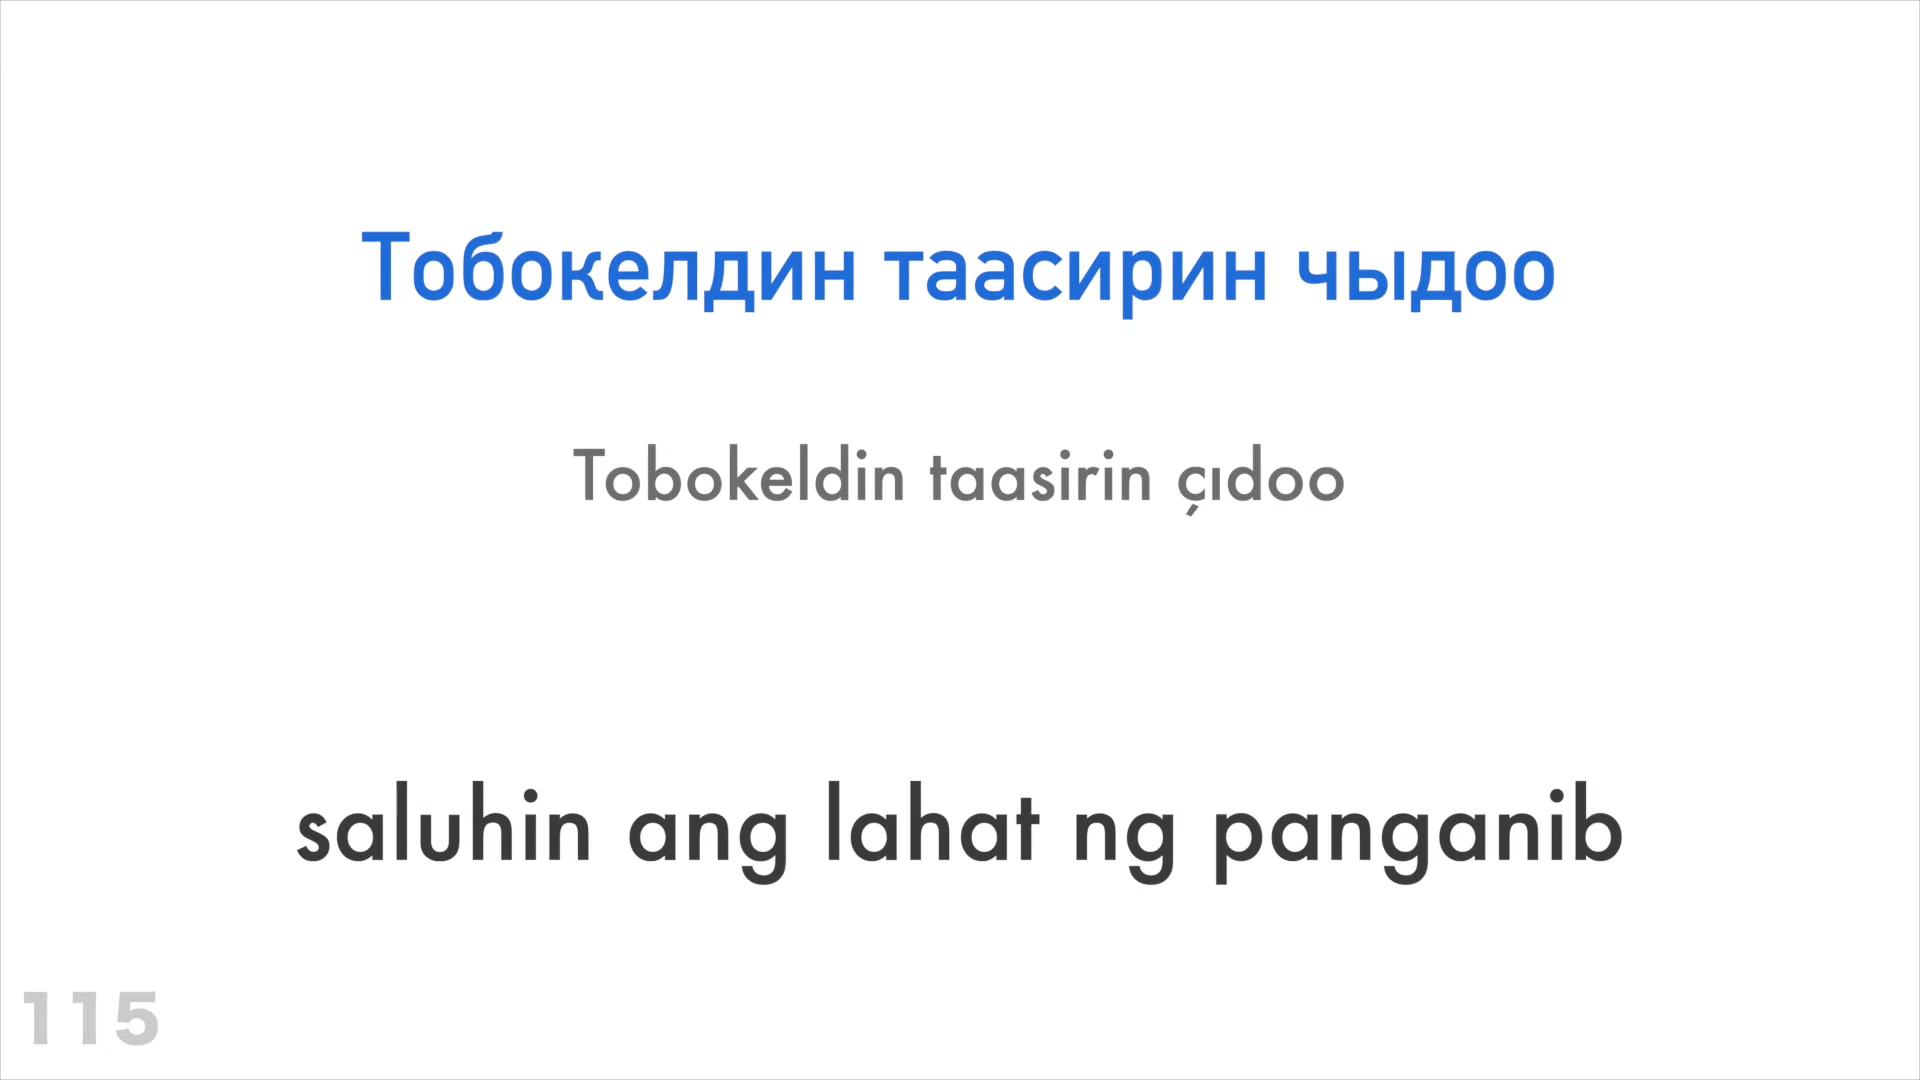 Тобокелдин таасирин чыдоо
Tobokeldin taasirin çıdoo
saluhin ang lahat ng panganib
115